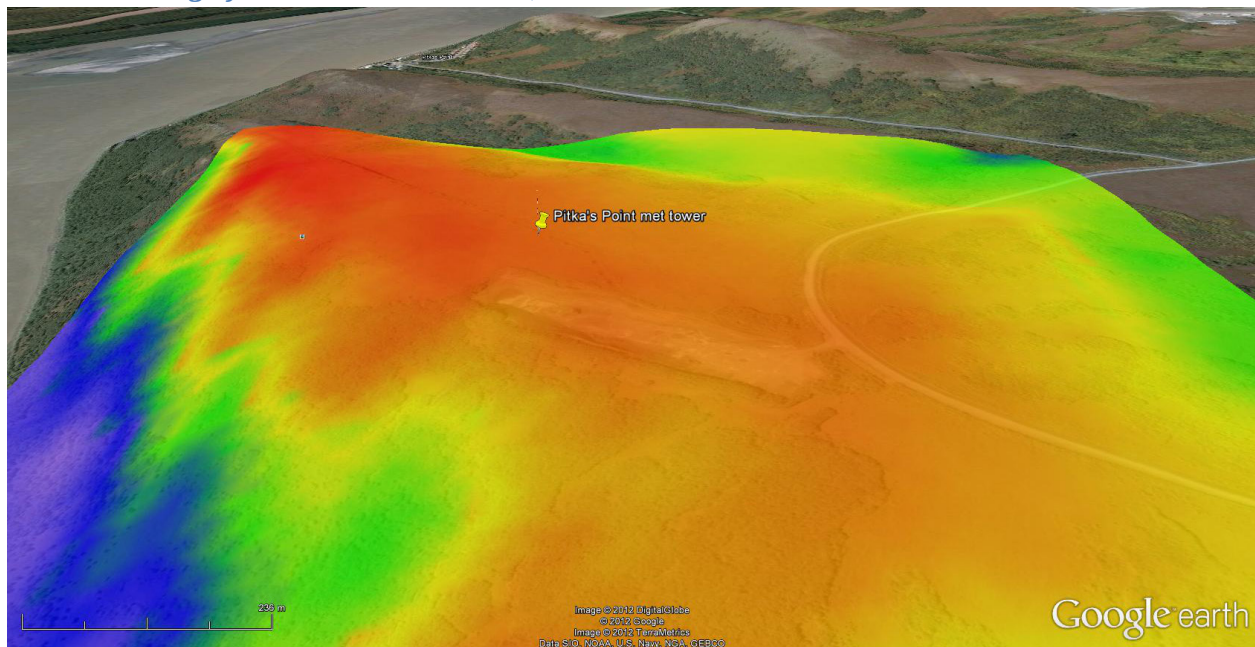 Pitka's Point met tower
236 m
Image © 2012 DigitalGlobe
© 2012 Google
Image © 2012 TerraMetrics
Data SIO, NOAA, U.S. Navy, NGA, GEBCO
Google earth